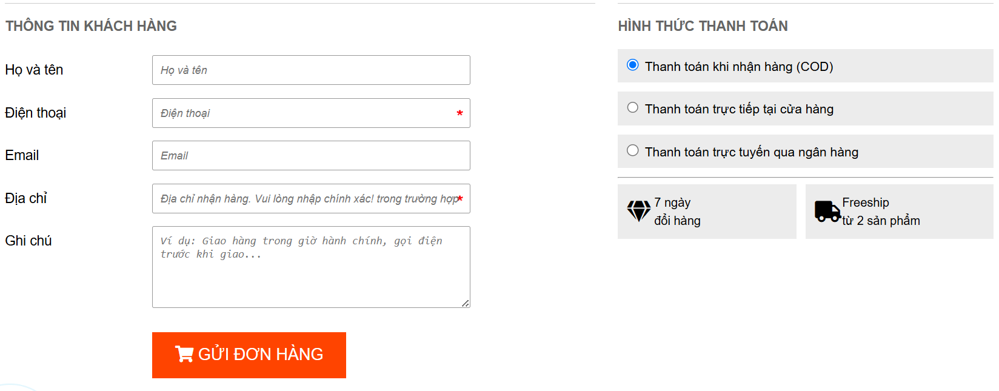 THÔNG TIN KHÁCH HÀNG
Họ và tên
Họ và tên
Điện thoại
Điện thoại *
Email
Email
Địa chỉ
Địa chỉ nhận hàng. Vui lòng nhập chính xác! trong trường hợp *
Ghi chú
Ví dụ: Giao hàng trong giờ hành chính, gọi điện
trước khi giao...
GỬI ĐƠN HÀNG
HÌNH THỨC THANH TOÁN
Thanh toán khi nhận hàng (COD)
Thanh toán trực tiếp tại cửa hàng
Thanh toán trực tuyến qua ngân hàng
7 ngày
đổi hàng
Freeship
từ 2 sản phẩm